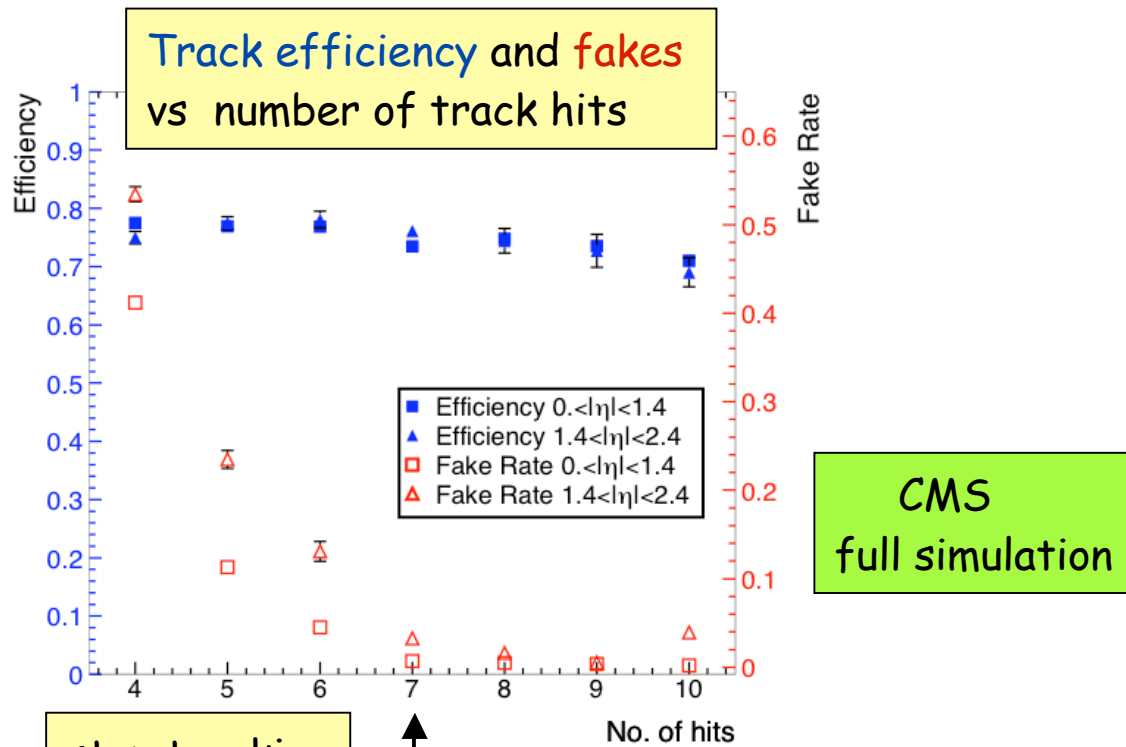 Track efficiency and fakes
vs number of track hits
Efficiency
1
0.9
0.8
0.7
0.6
0.5
0.4
0.3
0.2
0.1
0
Fake Rate
0.6
0.5
0.4
0.3
0.2
0.1
0
Efficiency 0.<|η|<1.4
Efficiency 1.4<|η|<2.4
Fake Rate 0.<|η|<1.4
Fake Rate 1.4<|η|<2.4
CMS
full simulation
4 5 6 7 8 9 10
No. of hits